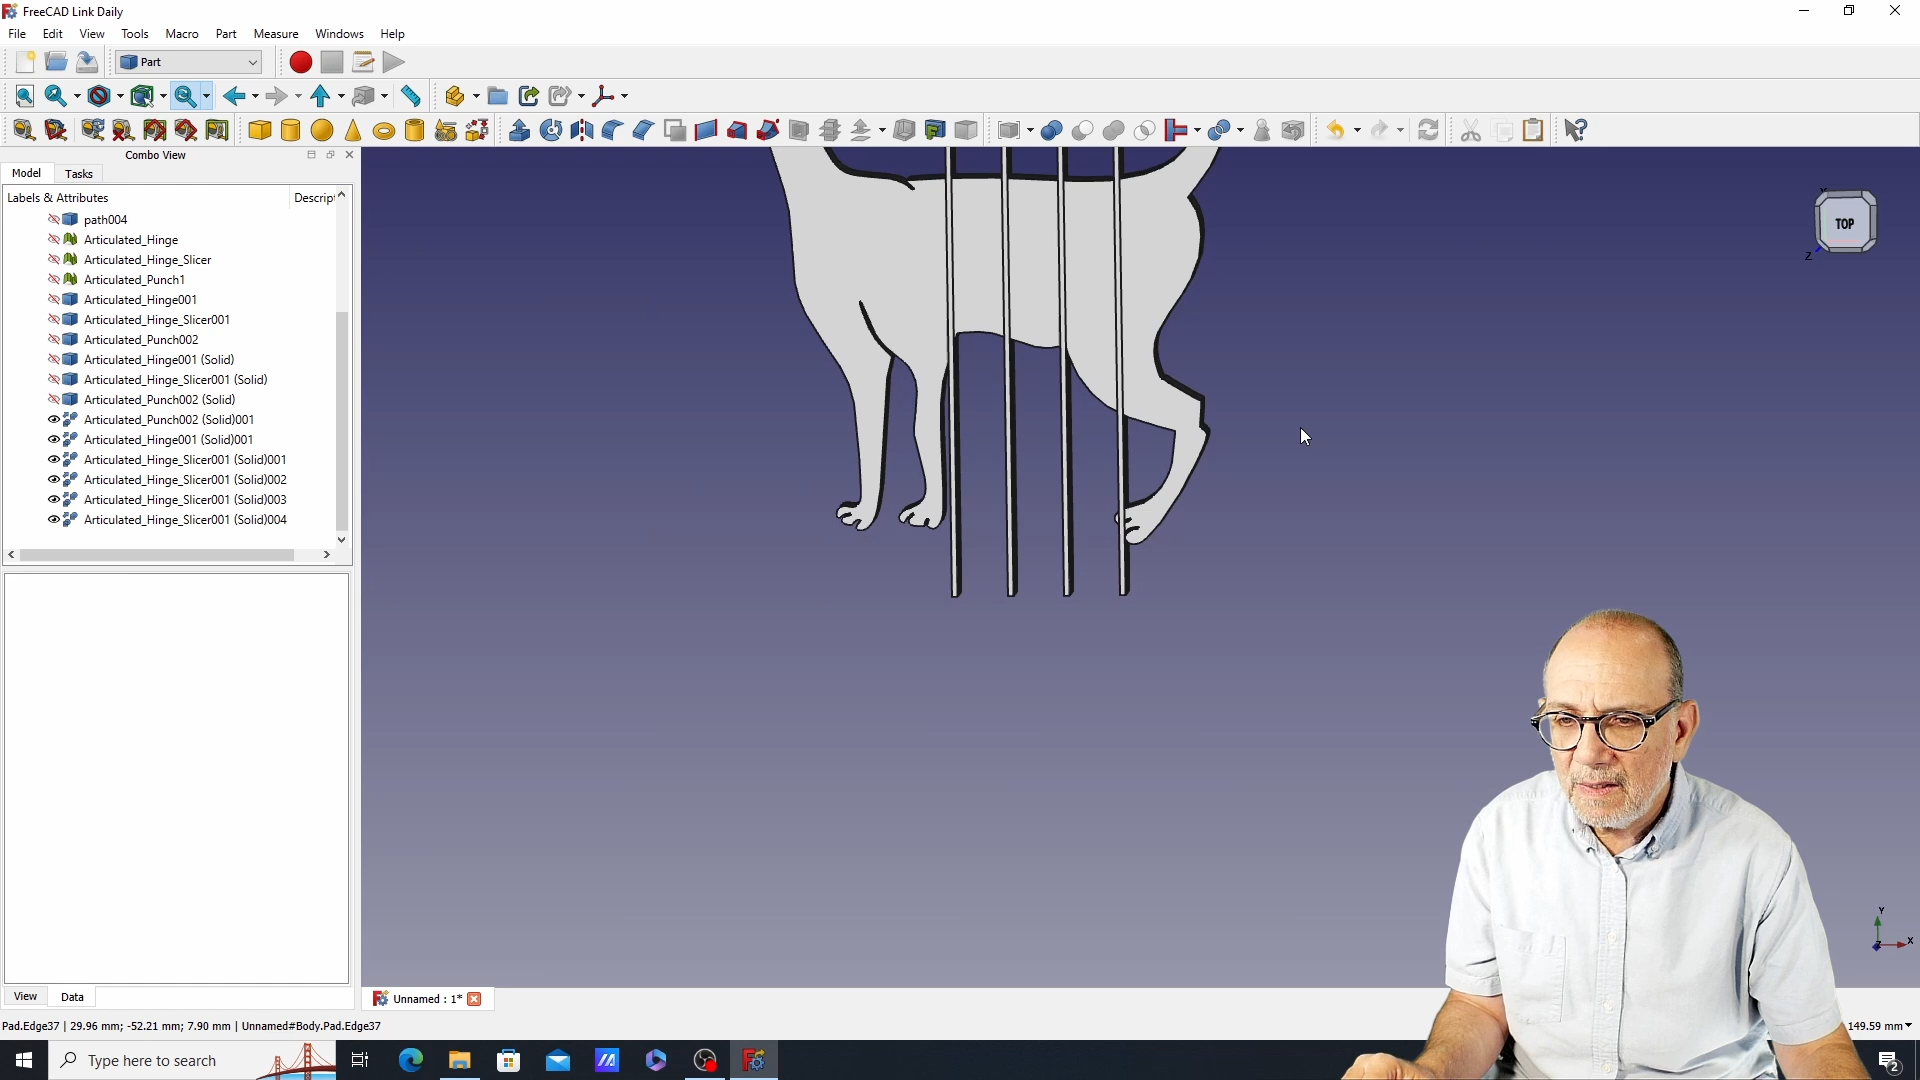 FreeCAD Link Daily
File Edit View Tools Macro Part Measure Windows Help
Part
Combo View
Model Tasks
Labels & Attributes Descript
path004
Articulated_Hinge
Articulated_Hinge_Slicer
Articulated_Punch1
Articulated_Hinge001
Articulated_Hinge_Slicer001
Articulated_Punch002
Articulated_Hinge001 (Solid)
Articulated_Hinge_Slicer001 (Solid)
Articulated_Punch002 (Solid)
Articulated_Punch002 (Solid)001
Articulated_Hinge001 (Solid)001
Articulated_Hinge_Slicer001 (Solid)001
Articulated_Hinge_Slicer001 (Solid)002
Articulated_Hinge_Slicer001 (Solid)003
Articulated_Hinge_Slicer001 (Solid)004
TOP
Z
Y
X
Z
View Data
Unnamed : 1*
Pad.Edge37 | 29.96 mm; -52.21 mm; 7.90 mm | Unnamed#Body.Pad.Edge37
149.59 mm
Type here to search
2